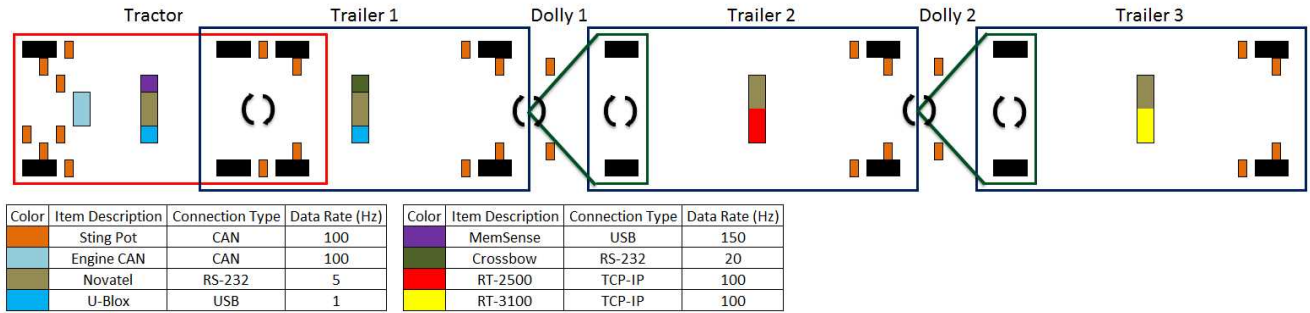 Tractor Trailer 1 Dolly 1 Trailer 2 Dolly 2 Trailer 3
Color Item Description Connection Type Data Rate (Hz)
Sting Pot CAN 100
Engine CAN CAN 100
Novatel RS-232 5
U-Blox USB 1
Color Item Description Connection Type Data Rate (Hz)
MemSense USB 150
Crossbow RS-232 20
RT-2500 TCP-IP 100
RT-3100 TCP-IP 100